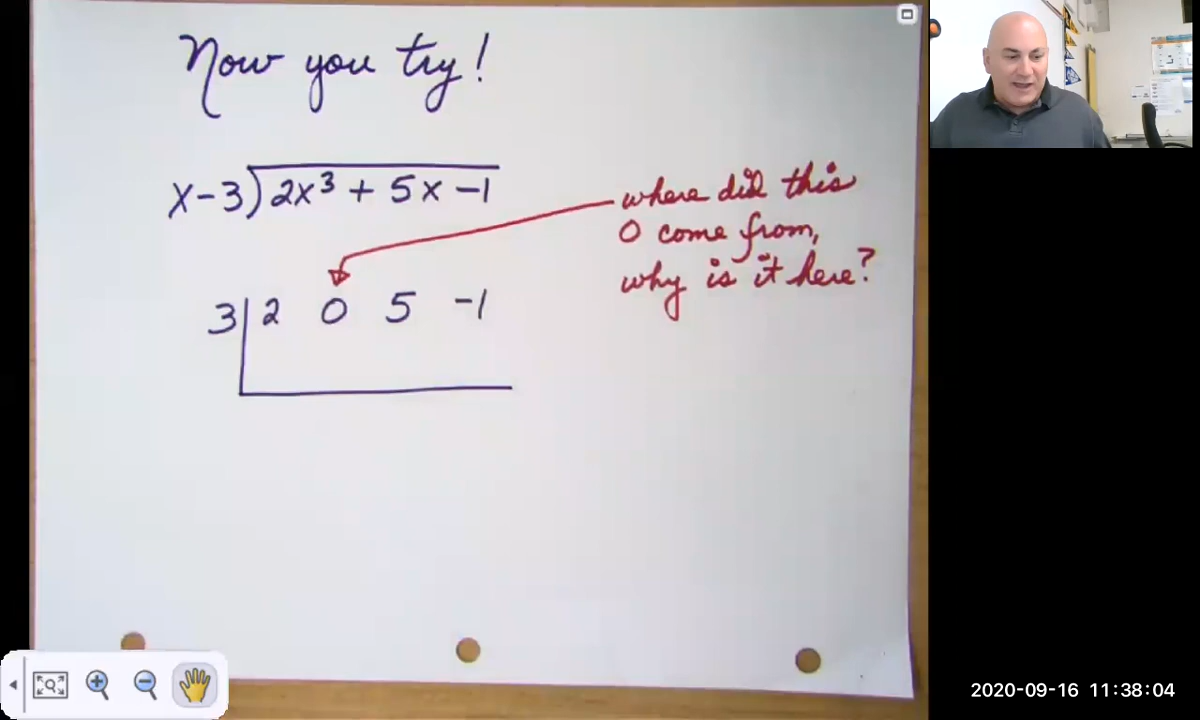 Now you try!
x-3)2x³ + 5x -1
where did this
0 come from,
why is it here?
3 2 0 5 -1
2020-09-16 11:38:04